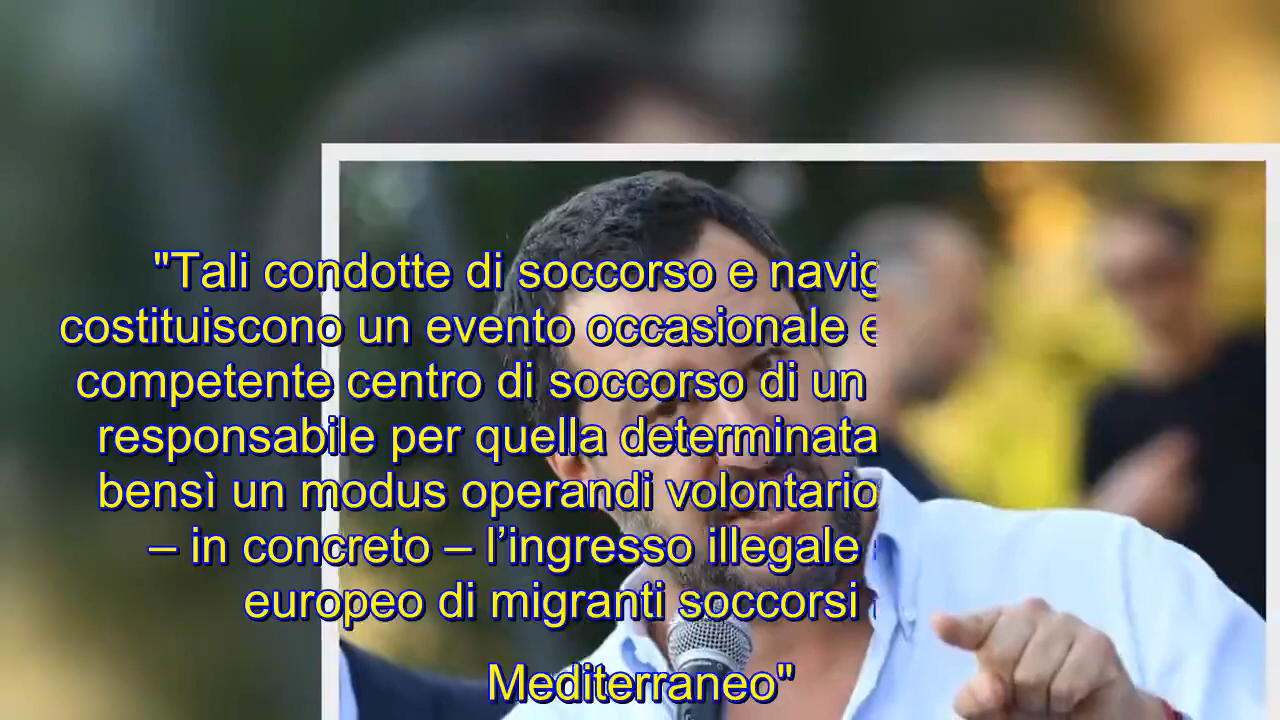 "Tali condotte di soccorso e
costituiscono un evento occasionale
competente centro di soccorso di un
responsabile per quella determinata
bensì un modus operandi volontario
– in concreto – l’ingresso illegale
europeo di migranti soccorsi
Mediterraneo"